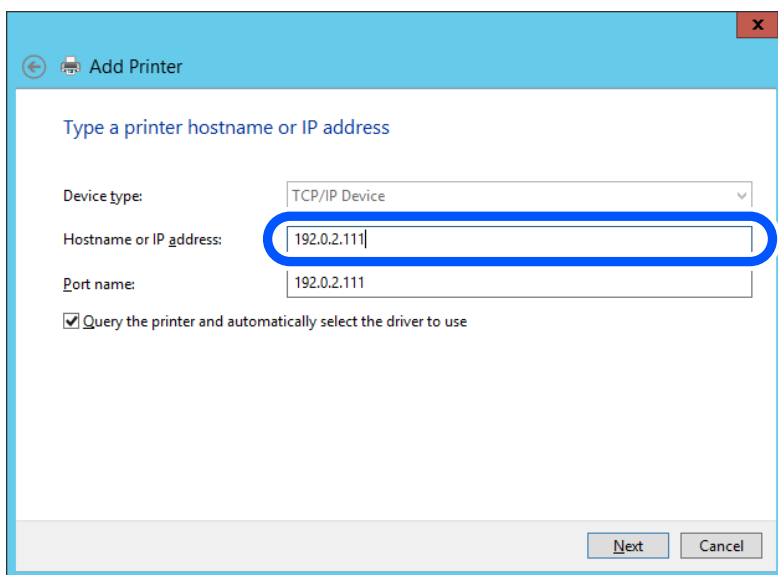 x
Add Printer
Type a printer hostname or IP address
Device type: TCP/IP Device
Hostname or IP address: 192.0.2.111
Port name: 192.0.2.111
Query the printer and automatically select the driver to use
Next Cancel